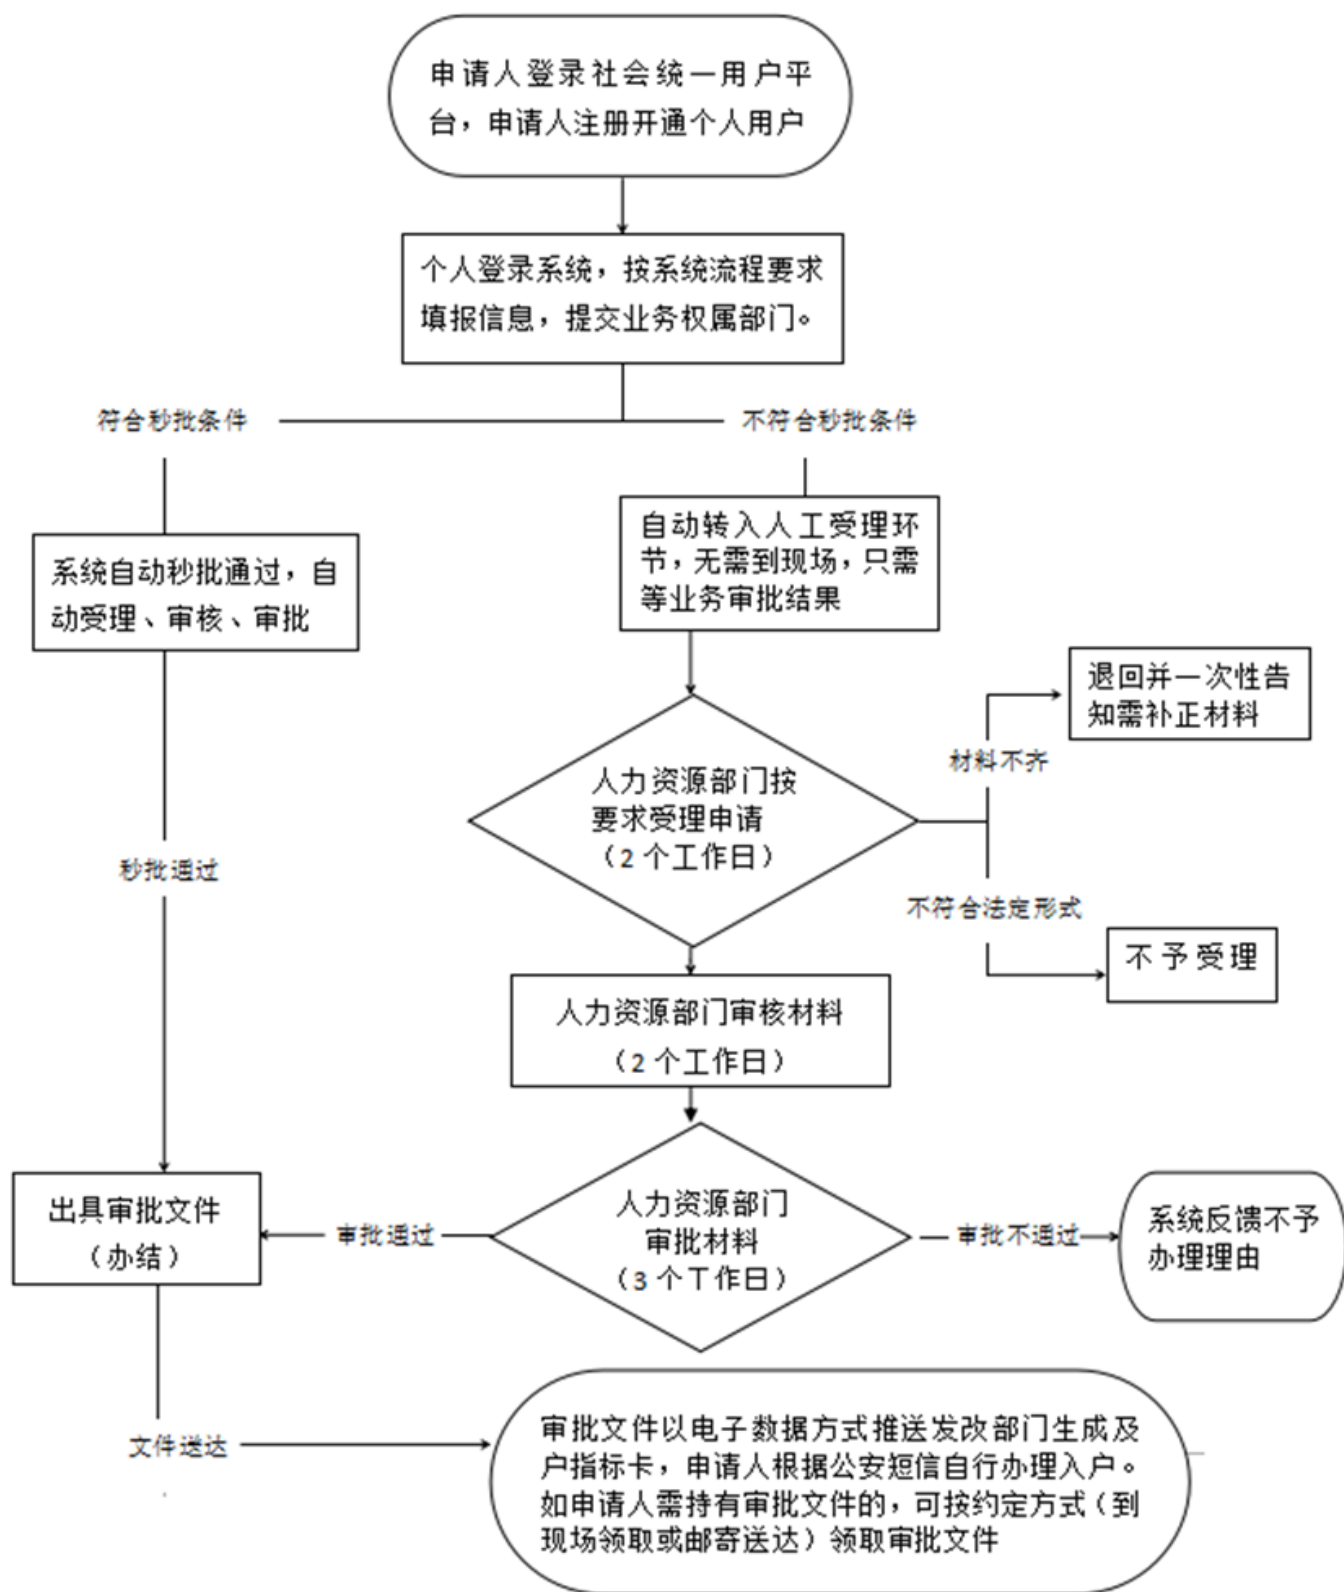 申请人登录社会统一用户平
台，申请人注册开通个人用户
个人登录系统，按系统流程要求
填报信息，提交业务权属部门。
符合秒批条件
不符合秒批条件
自动转入人工受理环
节，无需到现场，只需
等业务审批结果
系统自动秒批通过，自
动受理、审核、审批
退回并一次性告
知需补正材料
材料不齐
人力资源部门按
要求受理申请
（2个工作日）
秒批通过
不符合法定形式
不予受理
人力资源部门审核材料
（2个工作日）
人力资源部门
审批材料
（3个工作日）
出具审批文件
（办结）
审批通过
审批不通过
系统反馈不予
办理理由
文件送达
审批文件以电子数据方式推送发改部门生成及
户指标卡，申请人根据公安短信自行办理入户。
如申请人需持有审批文件的，可按约定方式（到
现场领取或邮寄送达）领取审批文件